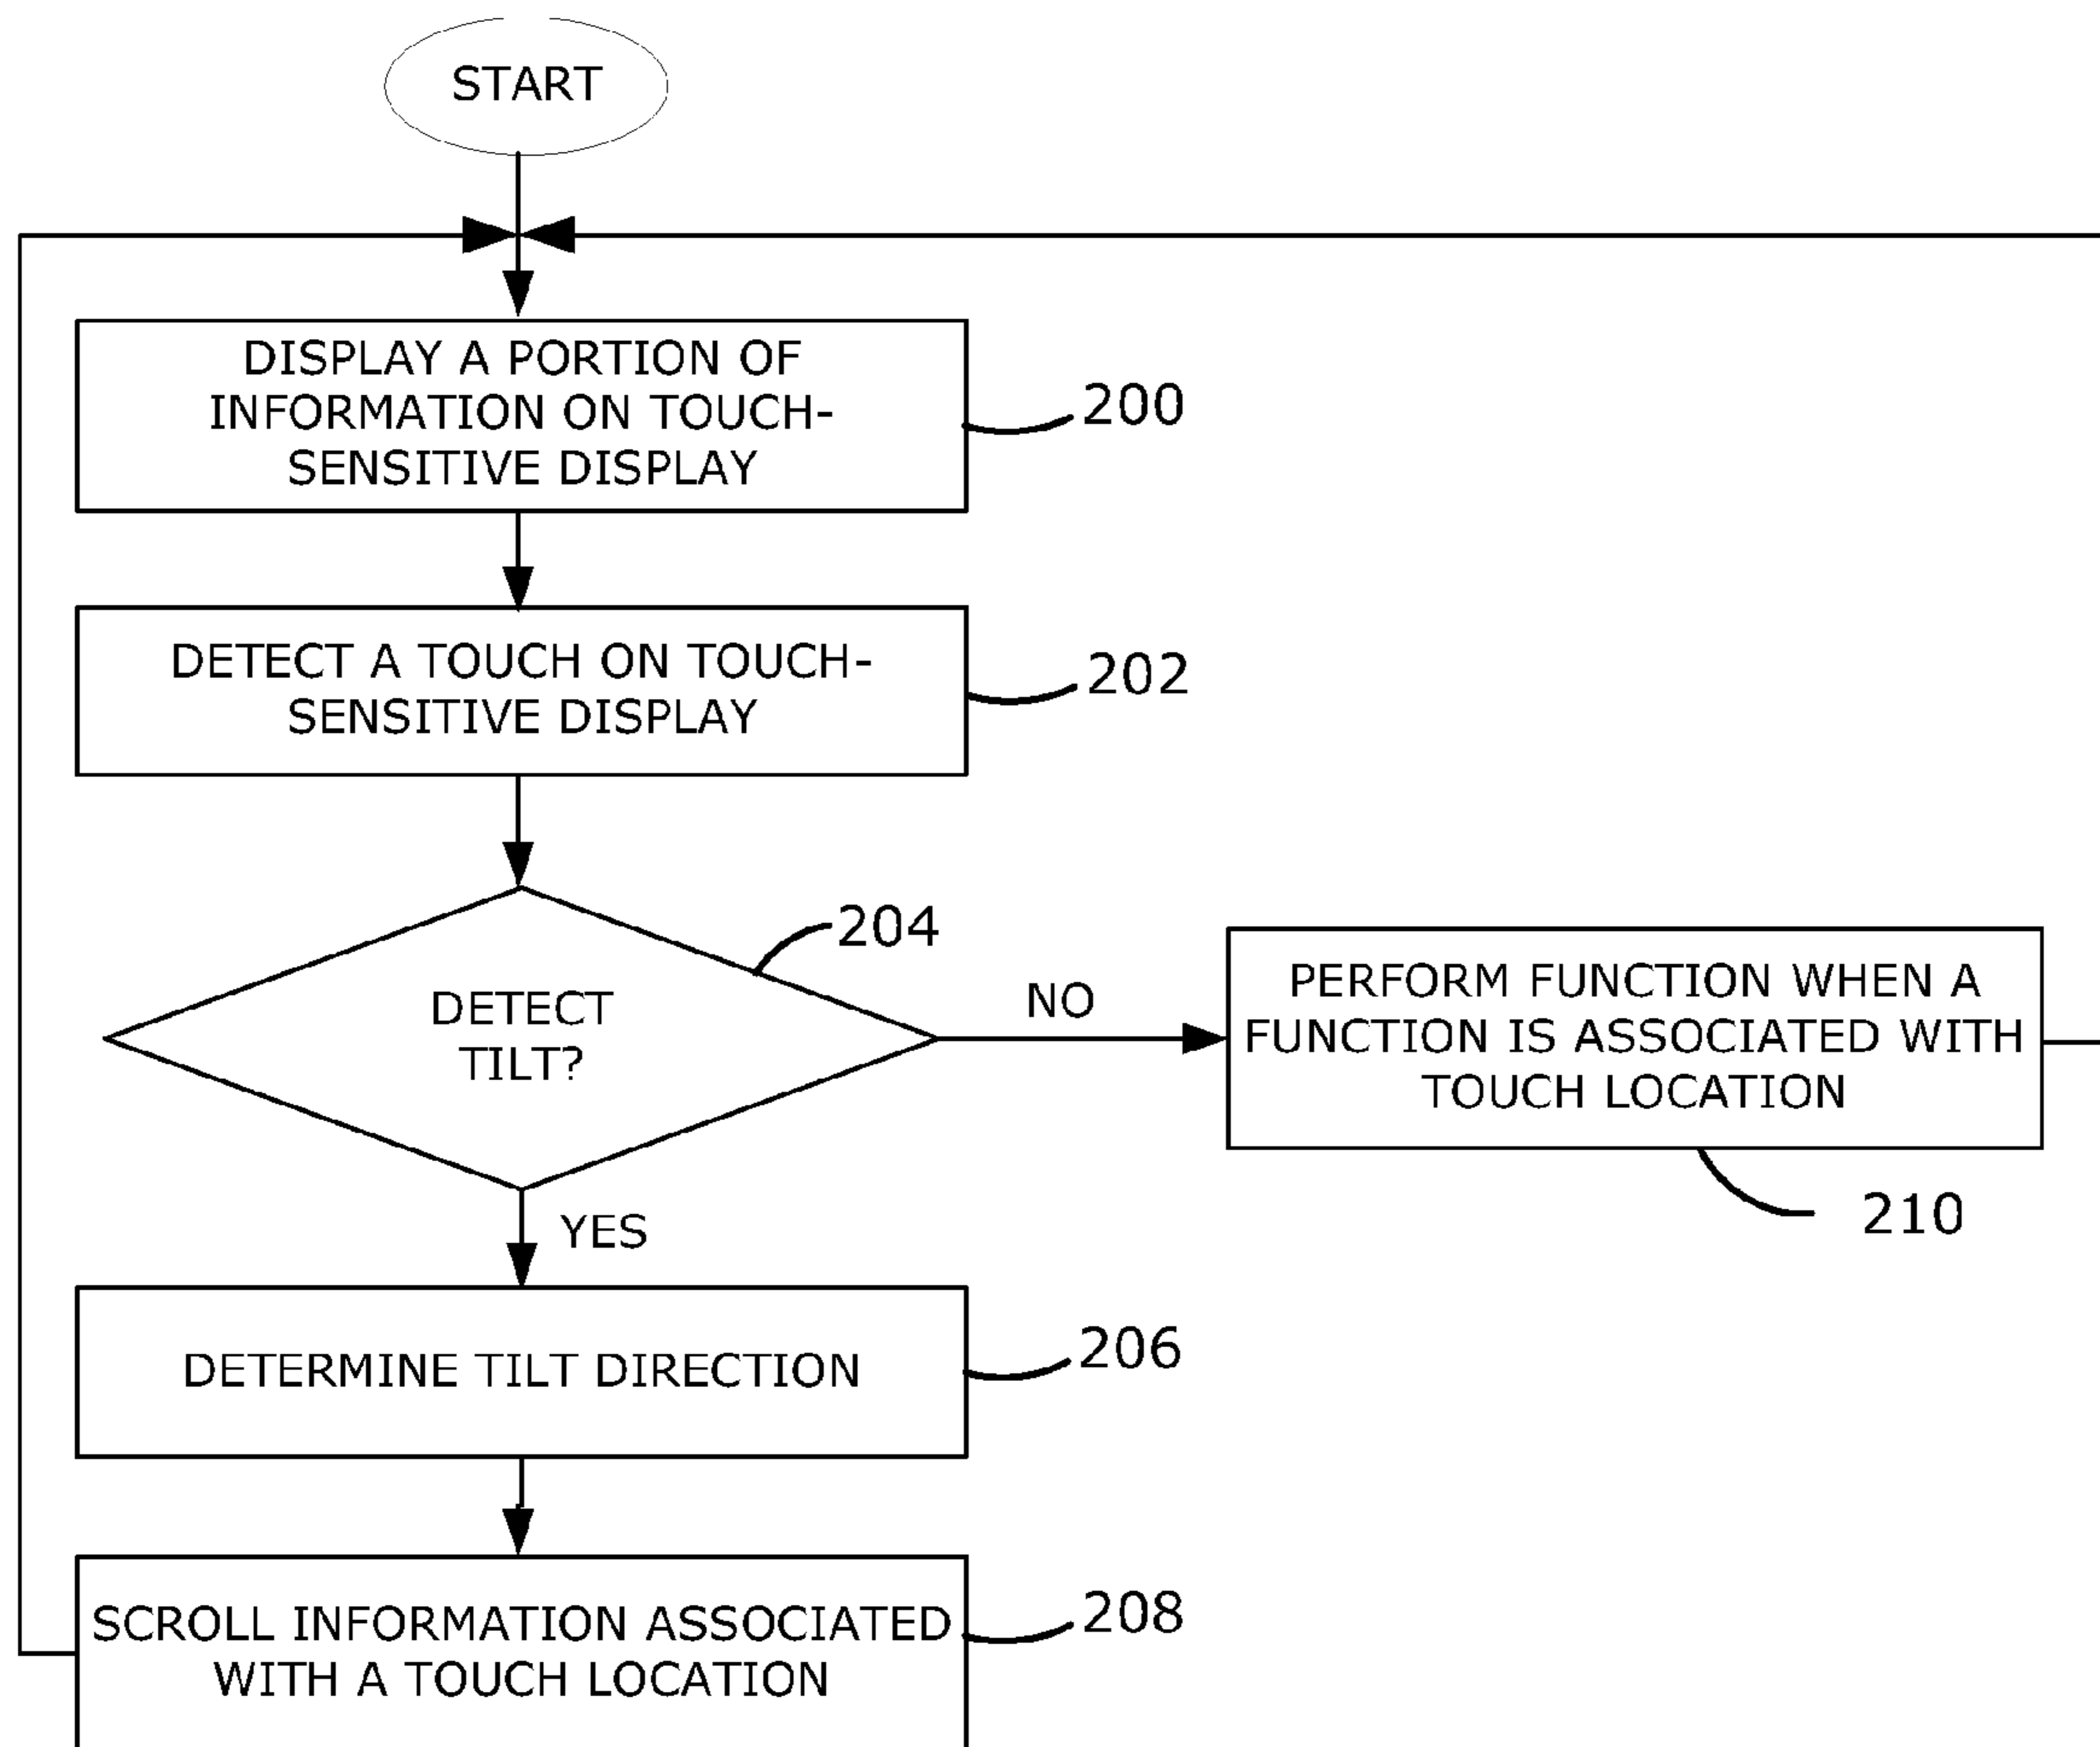 START
DISPLAY A PORTION OF
INFORMATION ON TOUCH-
SENSITIVE DISPLAY
200
DETECT A TOUCH ON TOUCH-
SENSITIVE DISPLAY
202
204
DETECT
TILT?
NO
PERFORM FUNCTION WHEN A
FUNCTION IS ASSOCIATED WITH
TOUCH LOCATION
210
YES
DETERMINE TILT DIRECTION
206
SCROLL INFORMATION ASSOCIATED
WITH A TOUCH LOCATION
208